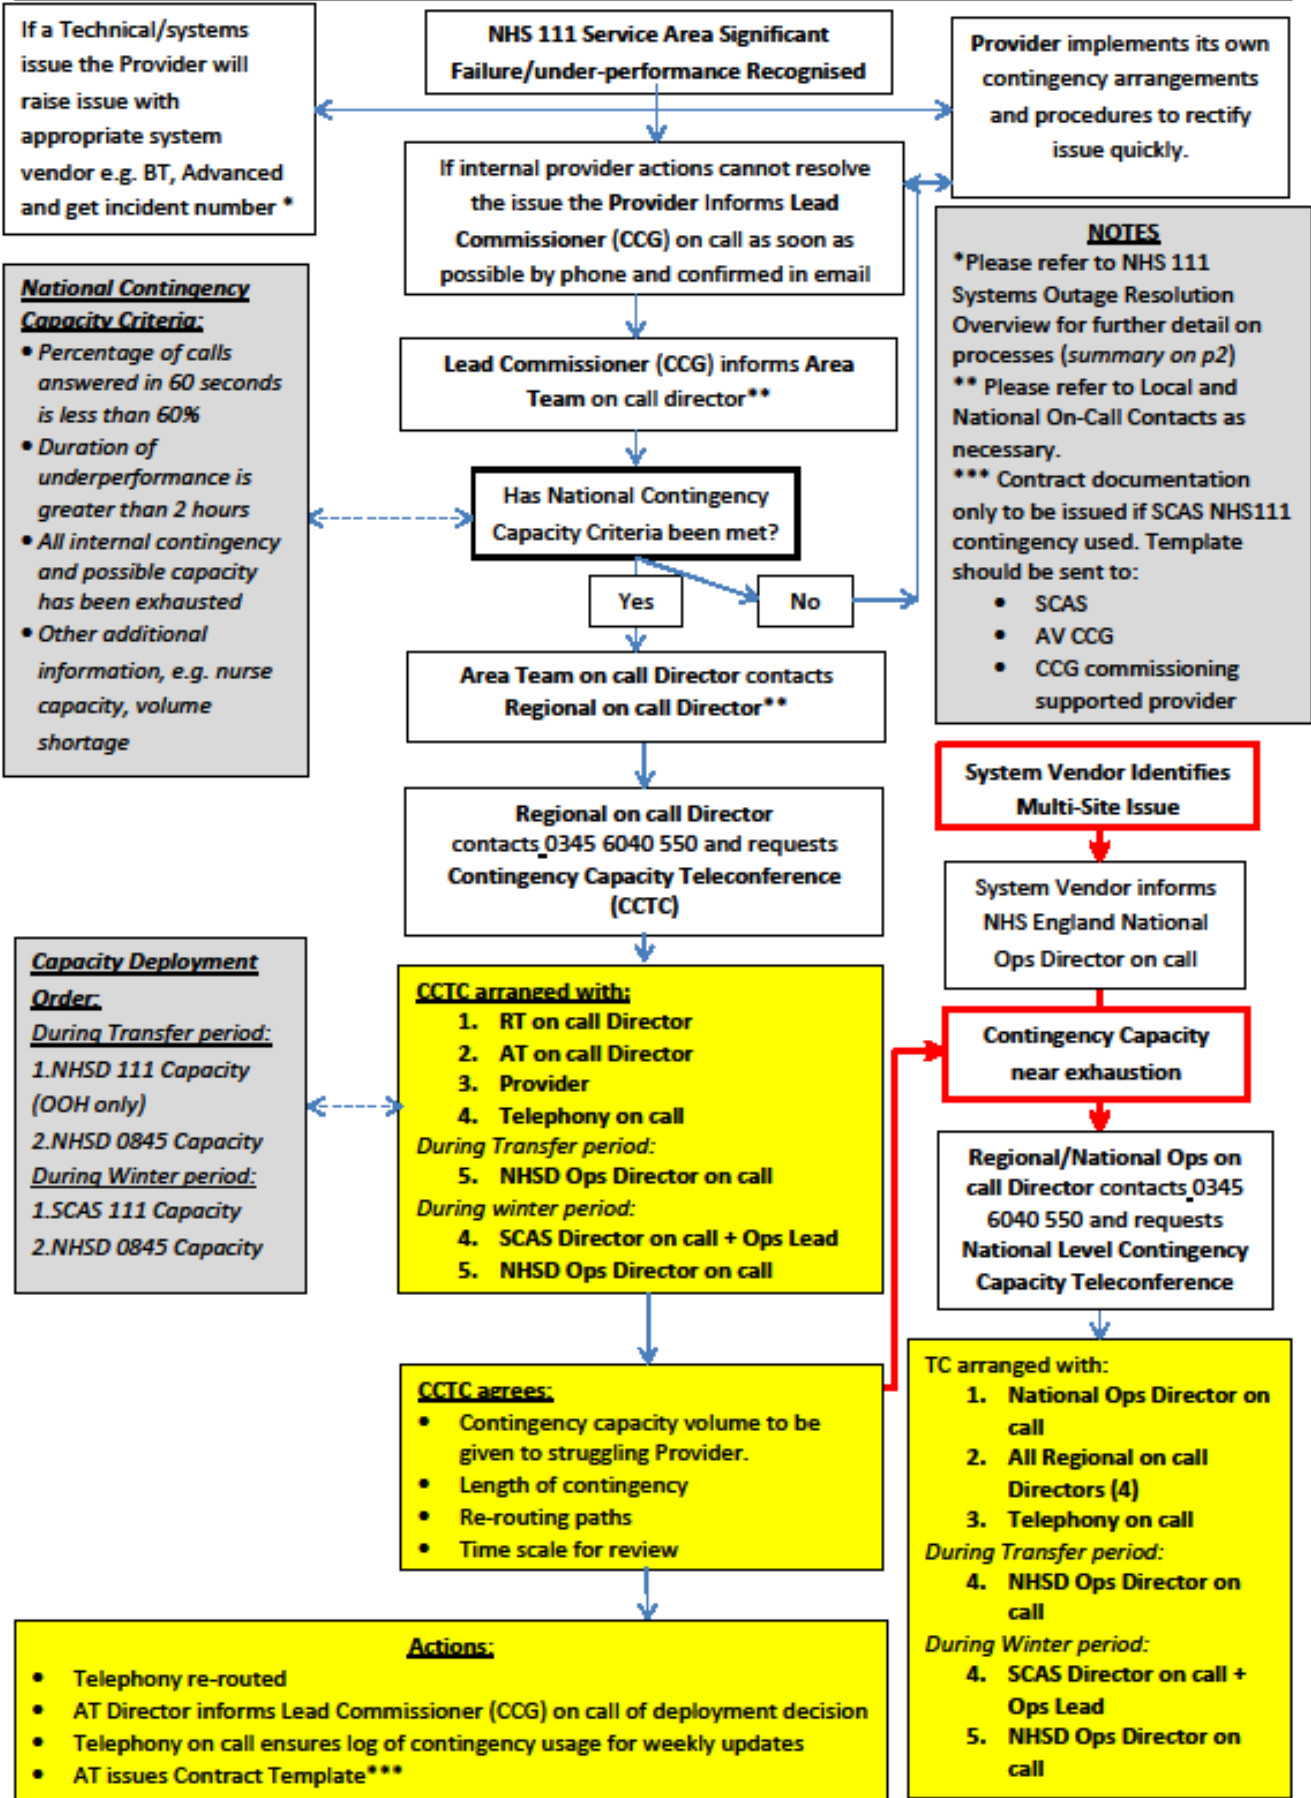 If a Technical/systems
issue the Provider will
raise issue with
appropriate system
vendor e.g. BT, Advanced
and get incident number *
NHS 111 Service Area Significant
Failure/under-performance Recognised
Provider implements its own
contingency arrangements
and procedures to rectify
issue quickly.
If internal provider actions cannot resolve
the issue the Provider Informs Lead
Commissioner (CCG) on call as soon as
possible by phone and confirmed in email
National Contingency
Capacity Criteria:
• Percentage of calls
answered in 60 seconds
is less than 60%
• Duration of
underperformance is
greater than 2 hours
• All internal contingency
and possible capacity
has been exhausted
• Other additional
information, e.g. nurse
capacity, volume
shortage
Lead Commissioner (CCG) informs Area
Team on call director**
Has National Contingency
Capacity Criteria been met?
Yes
No
NOTES
*Please refer to NHS 111
Systems Outage Resolution
Overview for further detail on
processes (summary on p2)
** Please refer to Local and
National On-Call Contacts as
necessary.
*** Contract documentation
only to be issued if SCAS NHS111
contingency used. Template
should be sent to:
• SCAS
• AV CCG
• CCG commissioning
supported provider
Area Team on call Director contacts
Regional on call Director**
Regional on call Director
contacts 0345 6040 550 and requests
Contingency Capacity Teleconference
(CCTC)
System Vendor Identifies
Multi-Site Issue
System Vendor informs
NHS England National
Ops Director on call
Contingency Capacity
near exhaustion
Regional/National Ops on
call Director contacts 0345
6040 550 and requests
National Level Contingency
Capacity Teleconference
Capacity Deployment
Order:
During Transfer period:
1.NHSD 111 Capacity
(OOH only)
2.NHSD 0845 Capacity
During Winter period:
1.SCAS 111 Capacity
2.NHSD 0845 Capacity
CCTC arranged with:
1. RT on call Director
2. AT on call Director
3. Provider
4. Telephony on call
During Transfer period:
5. NHSD Ops Director on call
During winter period:
4. SCAS Director on call + Ops Lead
5. NHSD Ops Director on call
CCTC agrees:
• Contingency capacity volume to be
given to struggling Provider.
• Length of contingency
• Re-routing paths
• Time scale for review
TC arranged with:
1. National Ops Director on
call
2. All Regional on call
Directors (4)
3. Telephony on call
During Transfer period:
4. NHSD Ops Director on
call
During Winter period:
4. SCAS Director on call +
Ops Lead
5. NHSD Ops Director on
call
Actions:
• Telephony re-routed
• AT Director informs Lead Commissioner (CCG) on call of deployment decision
• Telephony on call ensures log of contingency usage for weekly updates
• AT issues Contract Template***